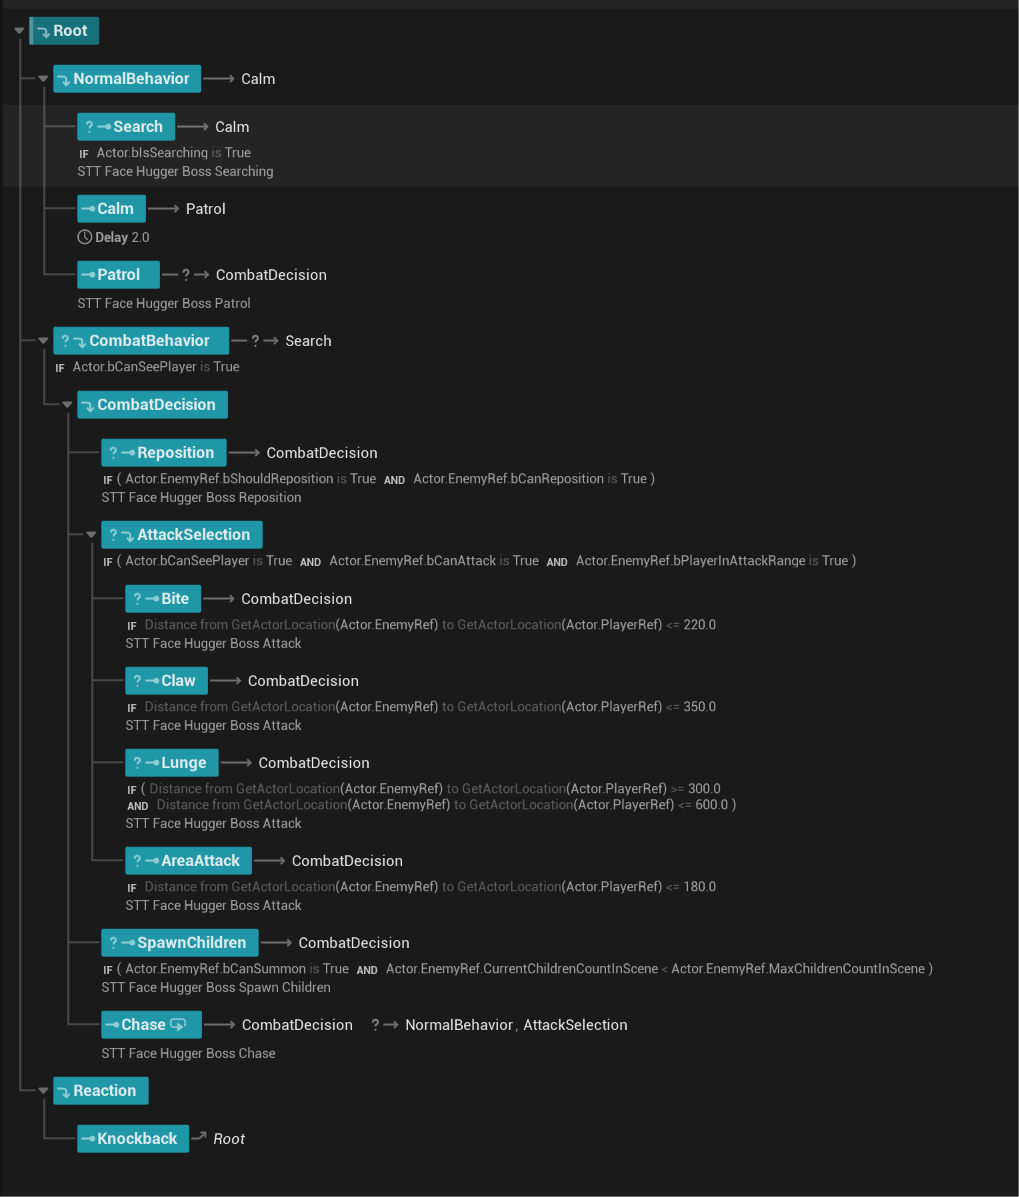 Root
NormalBehavior Calm
? Search Calm
IF Actor.bIsSearching is True
STT Face Hugger Boss Searching
Calm Patrol
Delay 2.0
Patrol ? CombatDecision
STT Face Hugger Boss Patrol
? CombatBehavior ? Search
IF Actor.bCanSeePlayer is True
CombatDecision
? Reposition CombatDecision
IF ( Actor.EnemyRef.bShouldReposition is True AND Actor.EnemyRef.bCanReposition is True )
STT Face Hugger Boss Reposition
? AttackSelection
IF ( Actor.bCanSeePlayer is True AND Actor.EnemyRef.bCanAttack is True AND Actor.EnemyRef.bPlayerInAttackRange is True )
? Bite CombatDecision
IF Distance from GetActorLocation(Actor.EnemyRef) to GetActorLocation(Actor.PlayerRef) <= 220.0
STT Face Hugger Boss Attack
? Claw CombatDecision
IF Distance from GetActorLocation(Actor.EnemyRef) to GetActorLocation(Actor.PlayerRef) <= 350.0
STT Face Hugger Boss Attack
? Lunge CombatDecision
IF ( Distance from GetActorLocation(Actor.EnemyRef) to GetActorLocation(Actor.PlayerRef) >= 300.0
AND Distance from GetActorLocation(Actor.EnemyRef) to GetActorLocation(Actor.PlayerRef) <= 600.0 )
STT Face Hugger Boss Attack
? AreaAttack CombatDecision
IF Distance from GetActorLocation(Actor.EnemyRef) to GetActorLocation(Actor.PlayerRef) <= 180.0
STT Face Hugger Boss Attack
? SpawnChildren CombatDecision
IF ( Actor.EnemyRef.bCanSummon is True AND Actor.EnemyRef.CurrentChildrenCountInScene < Actor.EnemyRef.MaxChildrenCountInScene )
STT Face Hugger Boss Spawn Children
Chase CombatDecision ? NormalBehavior, AttackSelection
STT Face Hugger Boss Chase
Reaction
Knockback Root